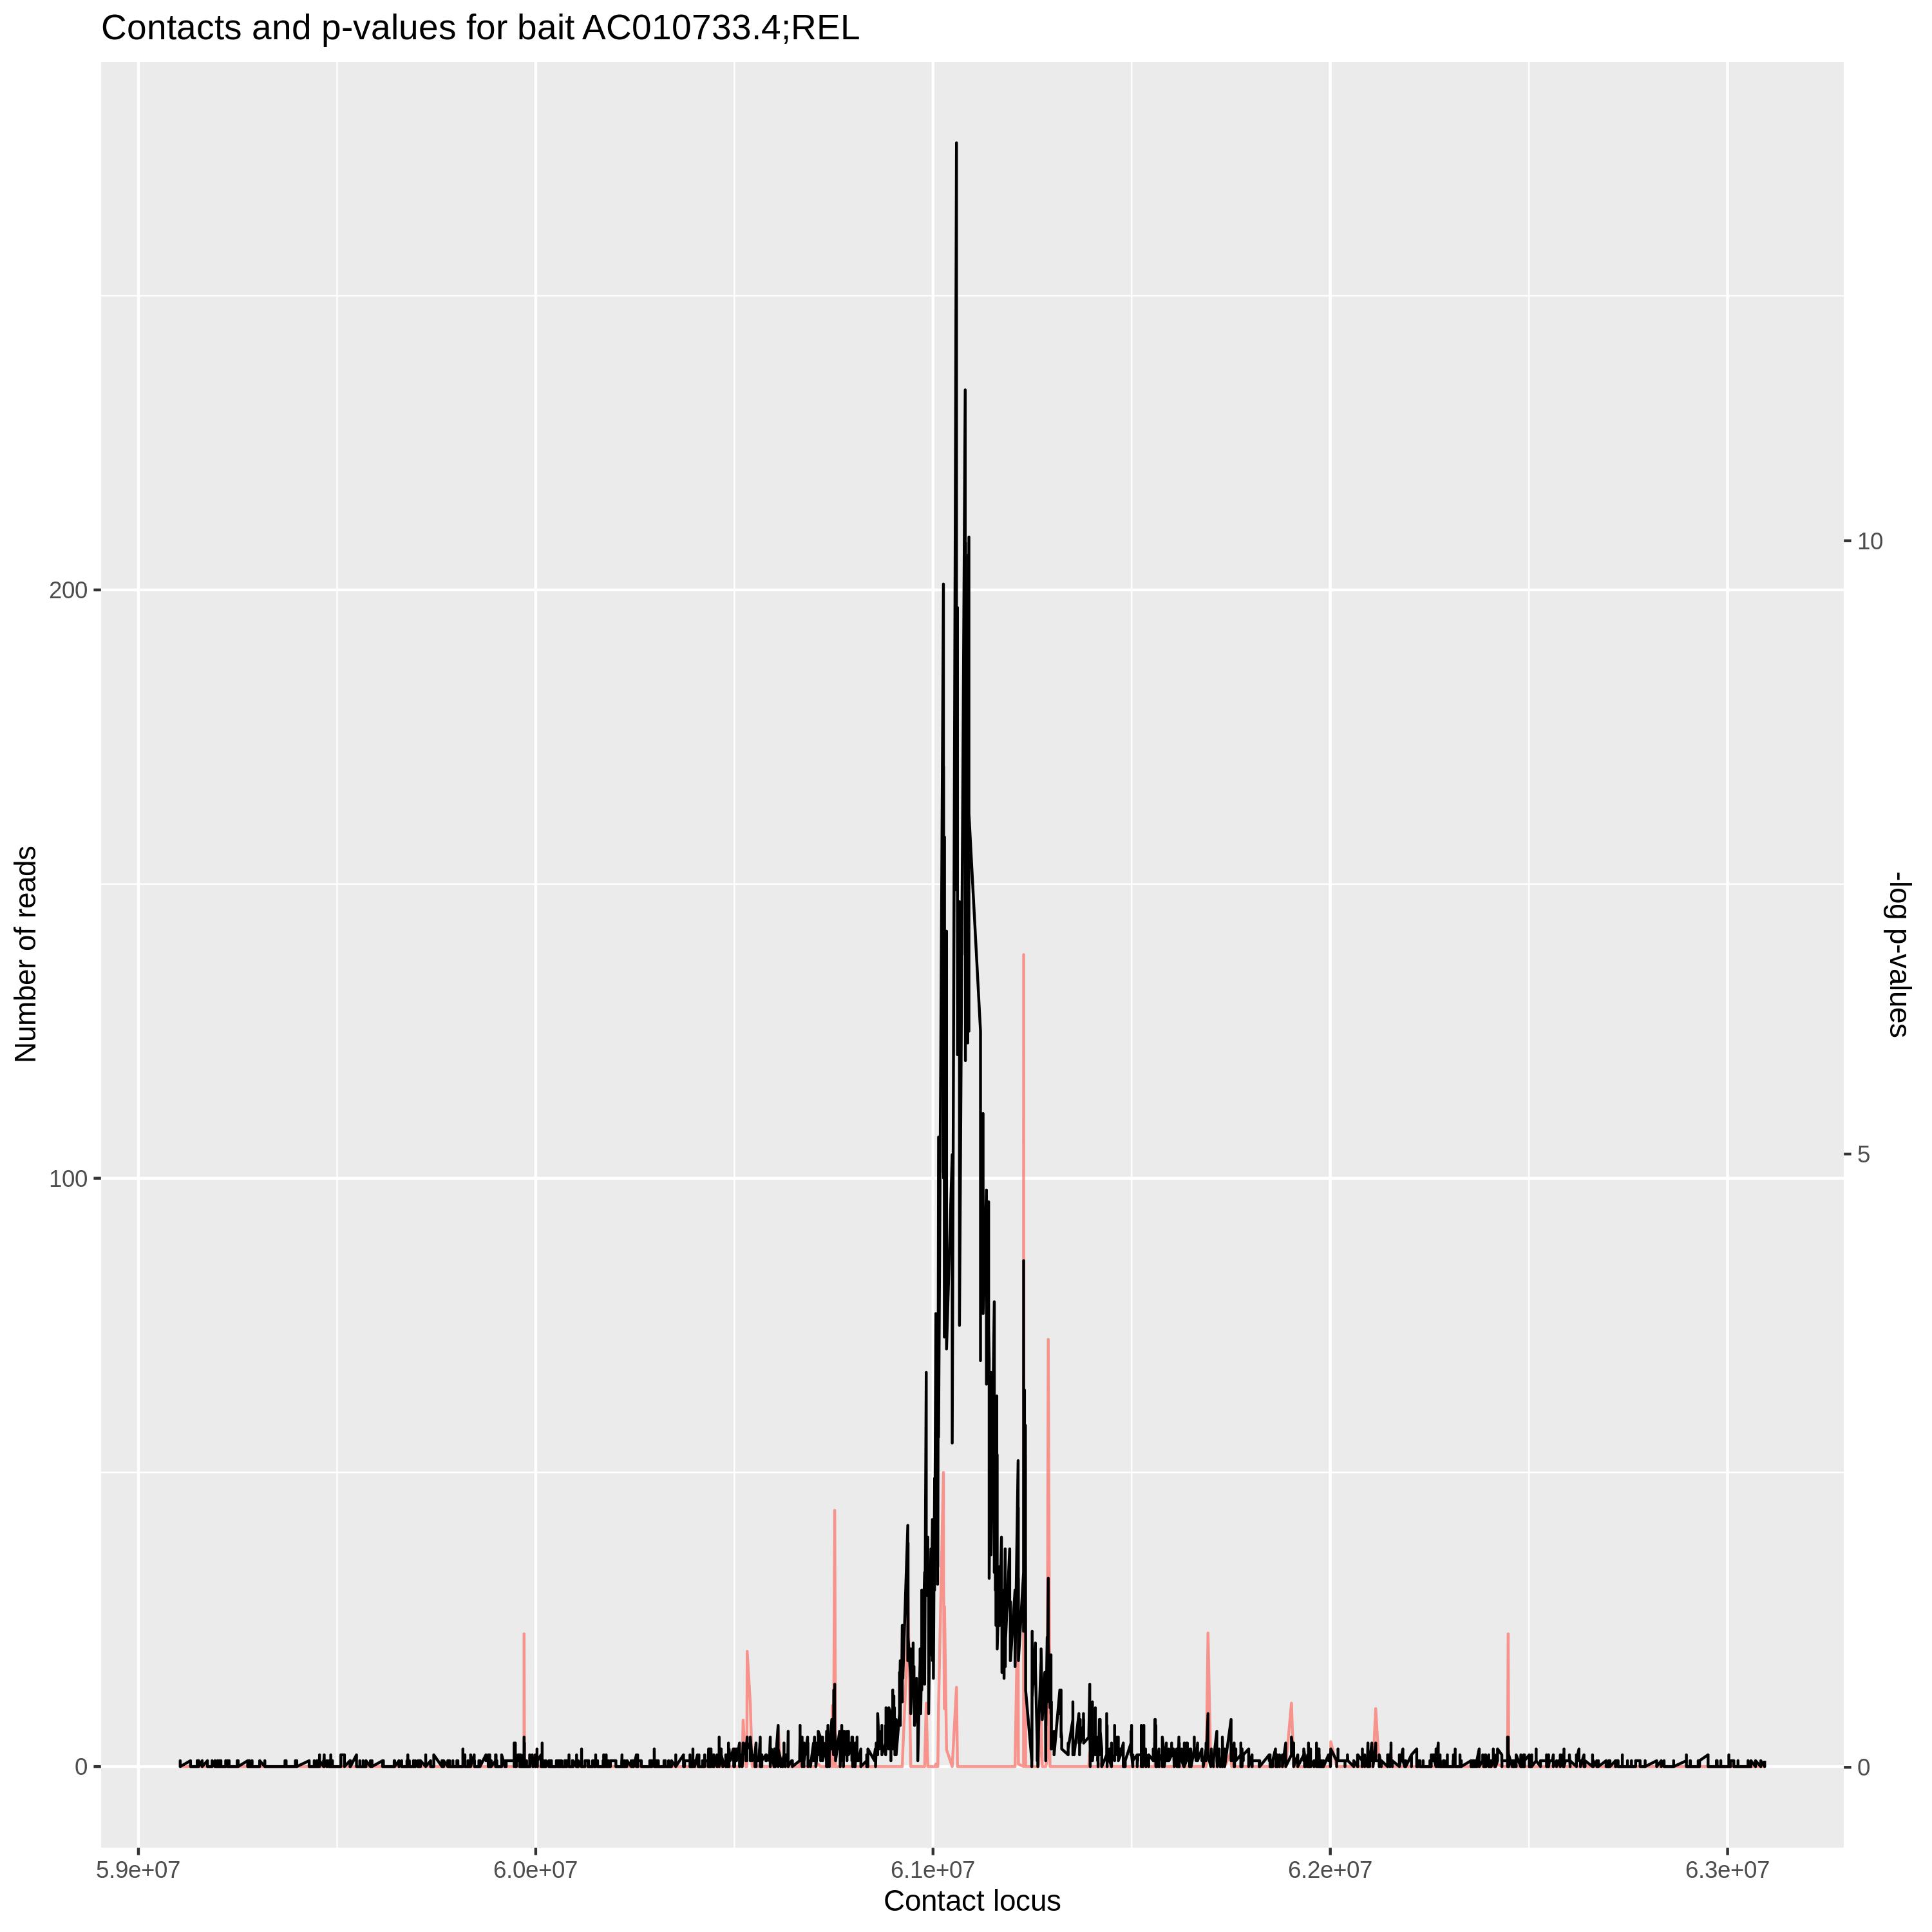 Contacts and p-values for bait AC010733.4;REL
200
100
0
Number of reads
10
5
0
-log p-values
5.9e+07 6.0e+07 6.1e+07 6.2e+07 6.3e+07
Contact locus